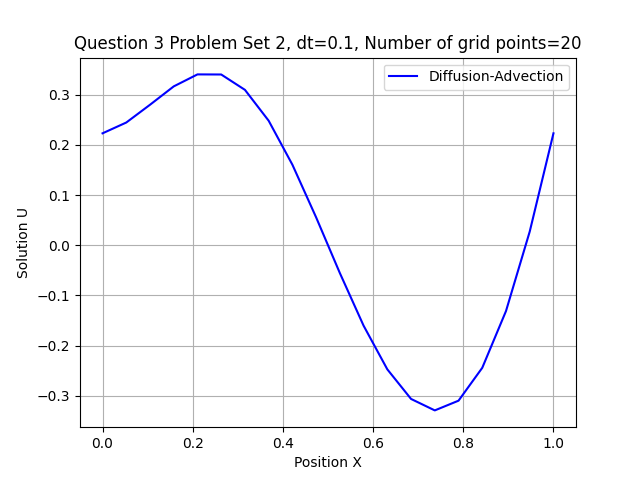 Question 3 Problem Set 2, dt=0.1, Number of grid points=20
Diffusion-Advection
0.3
0.2
0.1
0.0
−0.1
−0.2
−0.3
Solution U
0.0 0.2 0.4 0.6 0.8 1.0
Position X